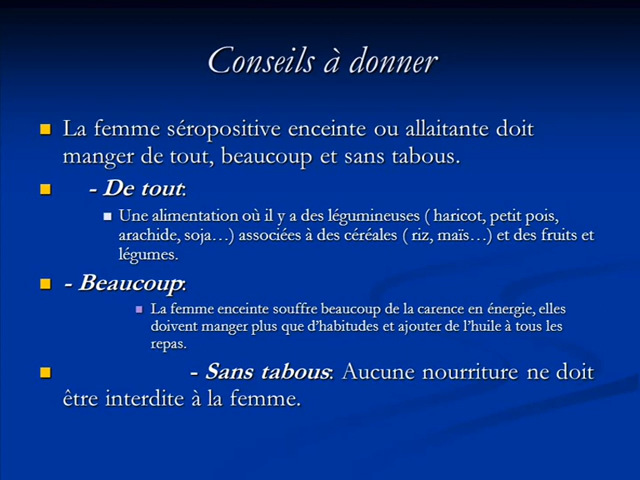 Conseils à donner
La femme séropositive enceinte ou allaitante doit
manger de tout, beaucoup et sans tabous.
- De tout:
Une alimentation où il y a des légumineuses ( haricot, petit pois,
arachide, soja…) associées à des céréales ( riz, maïs…) et des fruits et
légumes.
- Beaucoup:
La femme enceinte souffre beaucoup de la carence en énergie, elles
doivent manger plus que d'habitudes et ajouter de l'huile à tous les
repas.
- Sans tabous: Aucune nourriture ne doit
être interdite à la femme.